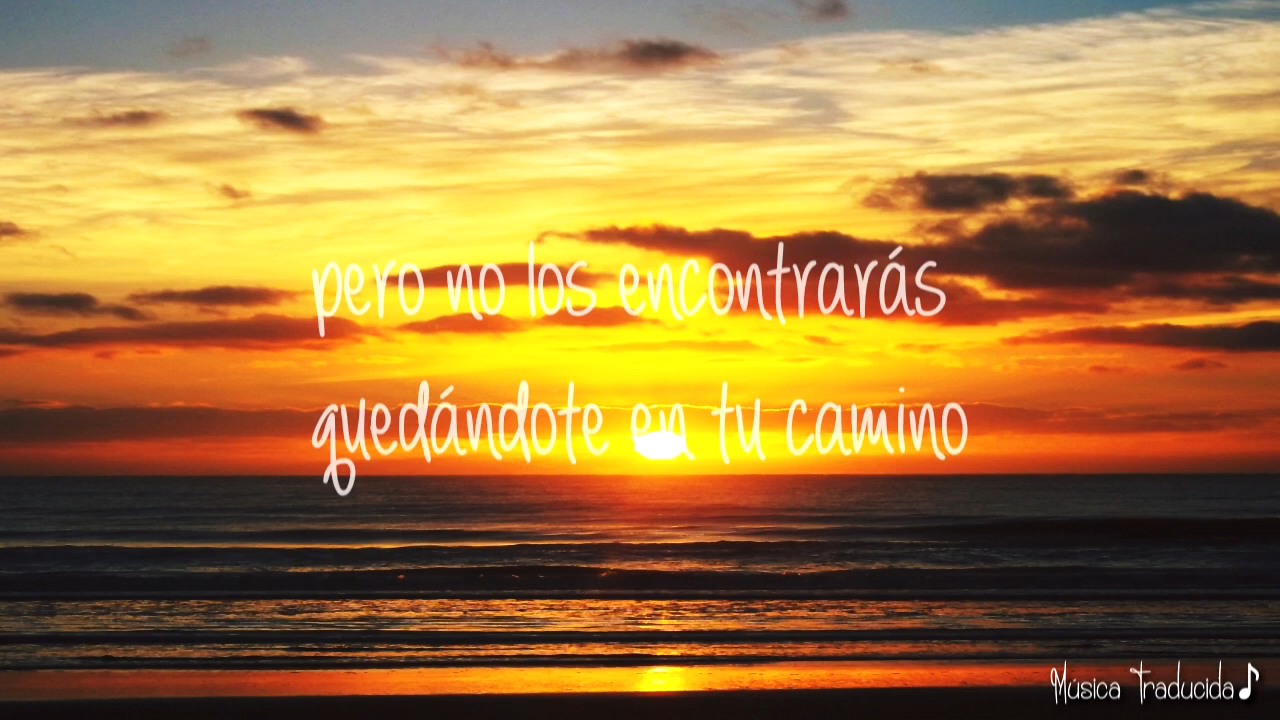 pero no los encontrarás
quedándote en tu camino
Música Traducida♪